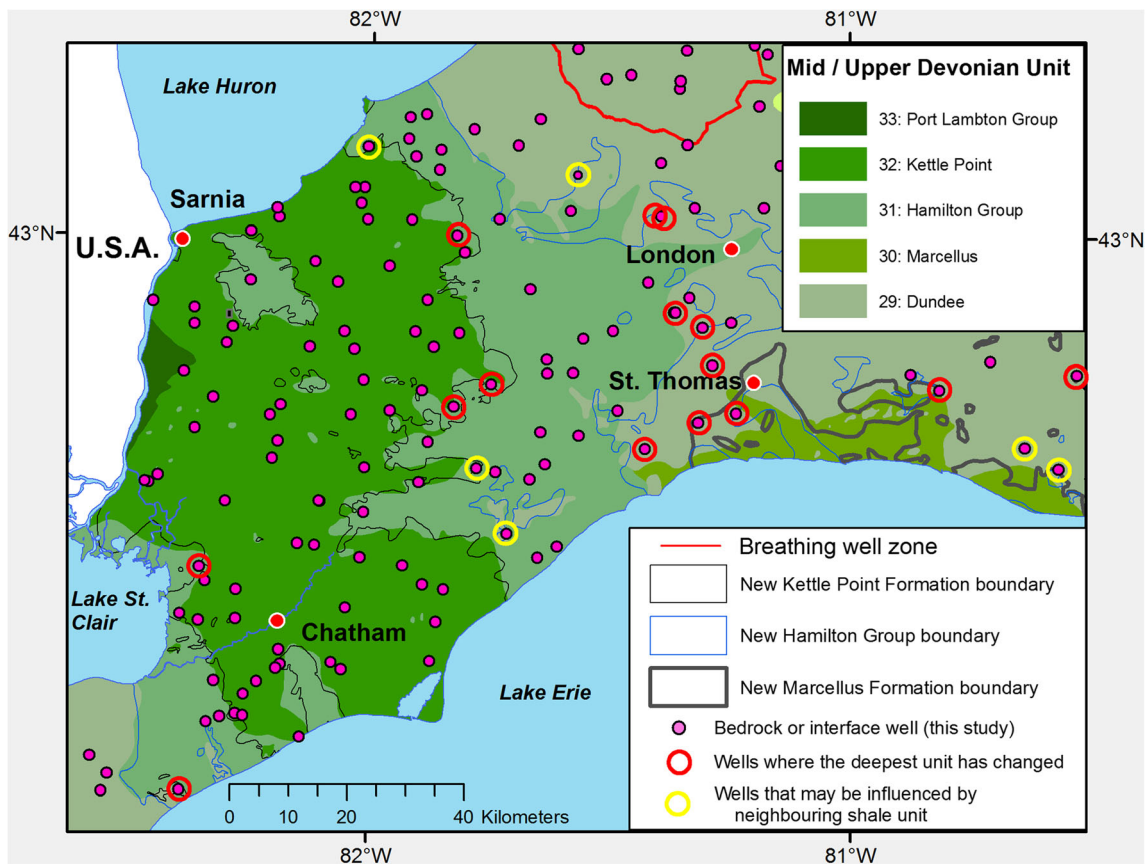 82°W
81°W
Lake Huron
Mid / Upper Devonian Unit
33: Port Lambton Group
32: Kettle Point
31: Hamilton Group
30: Marcellus
29: Dundee
Sarnia
43°N
U.S.A.
London
43°N
St. Thomas
Lake St.
Clair
Chatham
Lake Erie
Breathing well zone
New Kettle Point Formation boundary
New Hamilton Group boundary
New Marcellus Formation boundary
Bedrock or interface well (this study)
Wells where the deepest unit has changed
Wells that may be influenced by
neighbouring shale unit
0 10 20 40 Kilometers
82°W
81°W